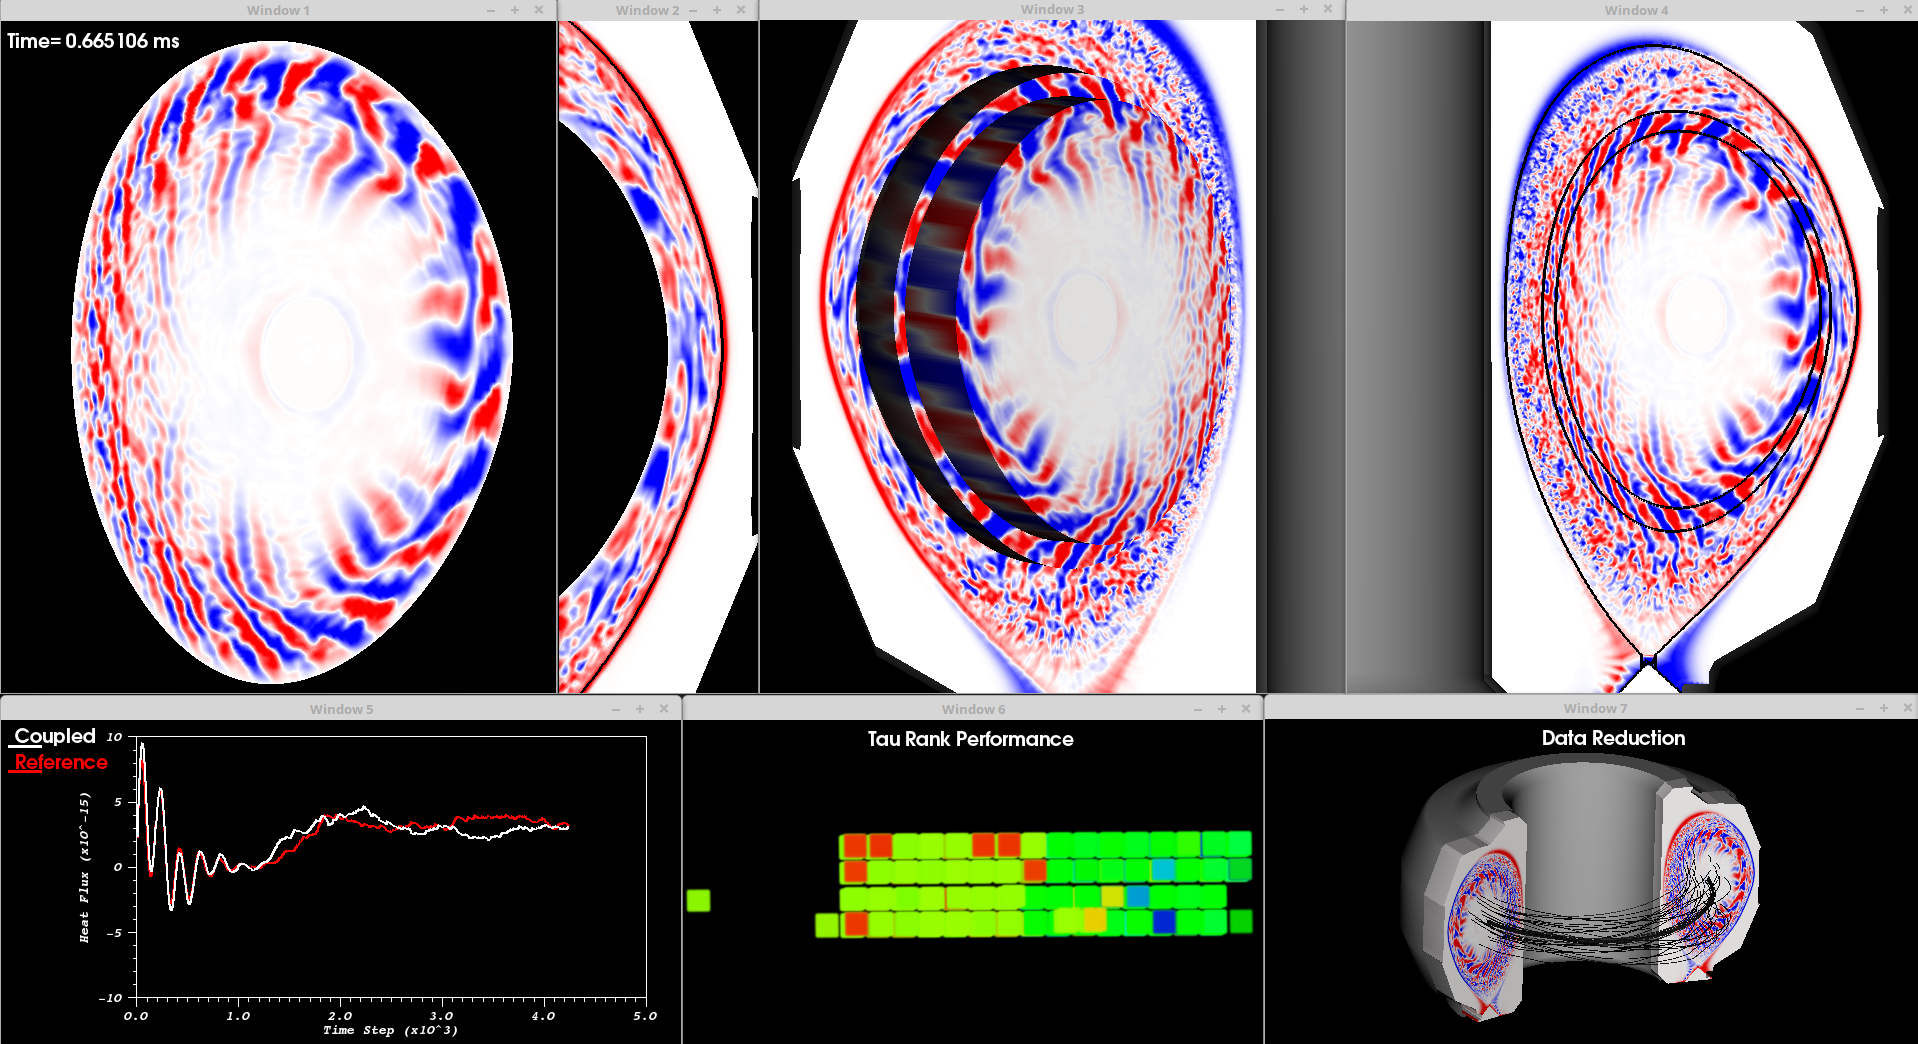 Window 1
Window 2
Window 3
Window 4
Time= 0.665106 ms
Window 5
Window 6
Window 7
Coupled
Reference
Heat Flux (x10^-15)
10
5
0
-5
-10
0.0 1.0 2.0 3.0 4.0 5.0
Time Step (x10^3)
Tau Rank Performance
Data Reduction